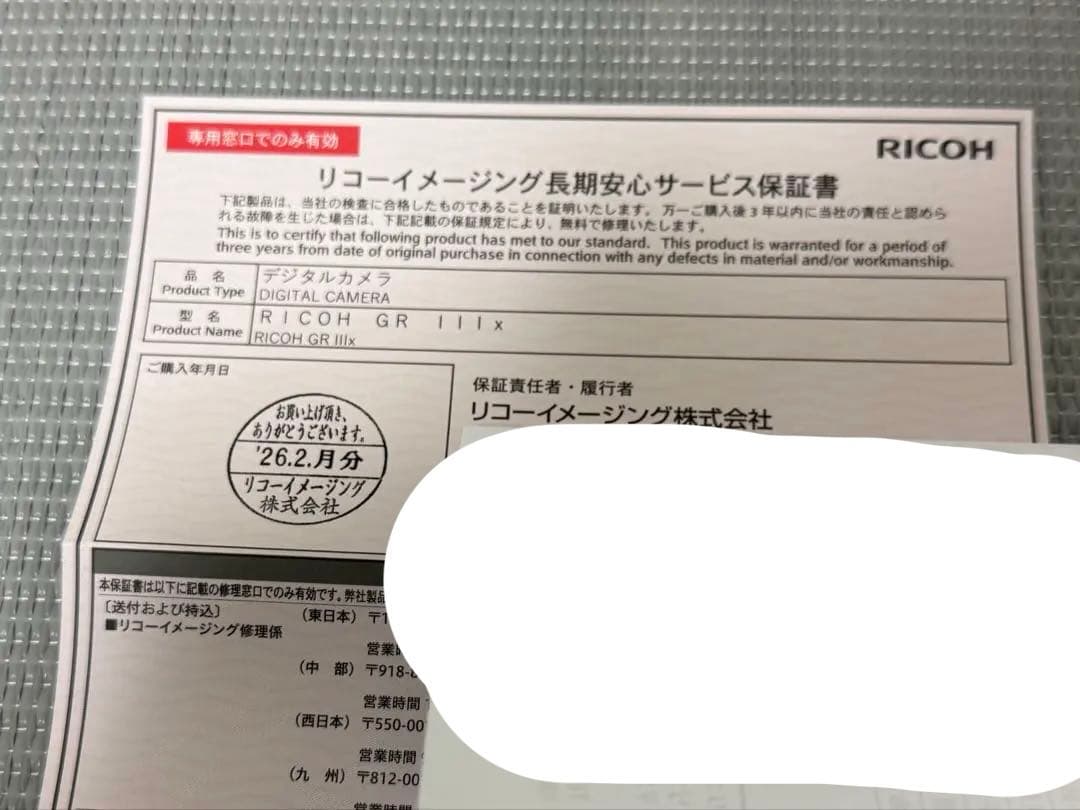 専用窓口でのみ有効
RICOH
リコーイメージング長期安心サービス保証書
下記製品は、当社の検査に合格したものであることを証明いたします。万一ご購入後3年以内に当社の責任と認めら
れる故障を生じた場合は、下記記載の保証規定により、無料で修理いたします。
This is to certify that following product has met to our standard. This product is warranted for a period of
three years from date of original purchase in connection with any defects in material and/or workmanship.
品 名 デジタルカメラ
Product Type DIGITAL CAMERA
型 名 RICOH GR IIIx
Product Name RICOH GR IIIx
ご購入年月日
お買い上げ頂き、
ありがとうございます。
'26.2.月分
リコーイメージング
株式会社
保証責任者・履行者
リコーイメージング株式会社
本保証書は以下に記載の修理窓口でのみ有効です。弊社製品
〔送付および持込〕 (東日本) 〒1
■リコーイメージング修理係
営業
(中 部) 〒918-
営業時間
(西日本) 〒550-00
営業時間
(九 州) 〒812-00
営業時間